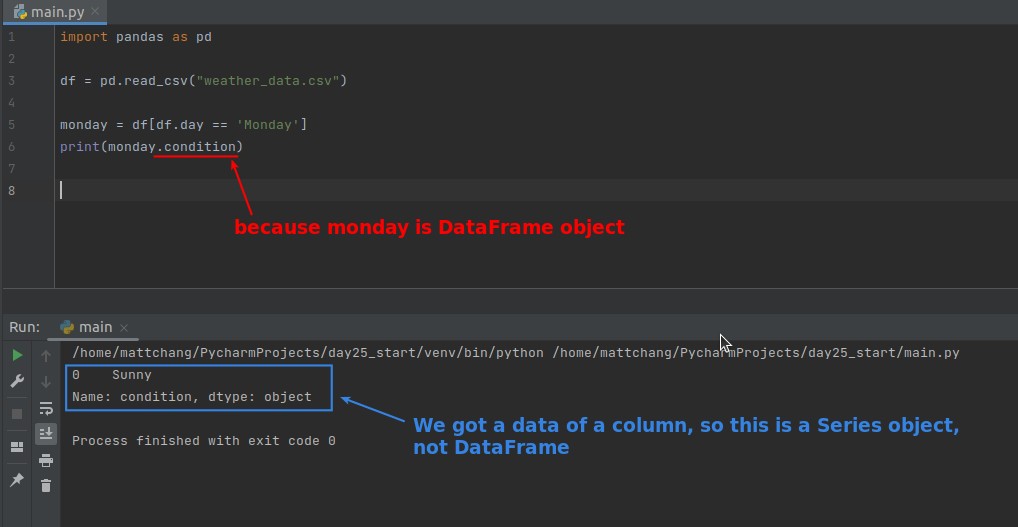 main.py
1 import pandas as pd
2
3 df = pd.read_csv("weather_data.csv")
4
5 monday = df[df.day == 'Monday']
6 print(monday.condition)
7
8
because monday is DataFrame object
Run: main
/home/mattchang/PycharmProjects/day25_start/venv/bin/python /home/mattchang/PycharmProjects/day25_start/main.py
0    Sunny
Name: condition, dtype: object
We got a data of a column, so this is a Series object,
not DataFrame
Process finished with exit code 0